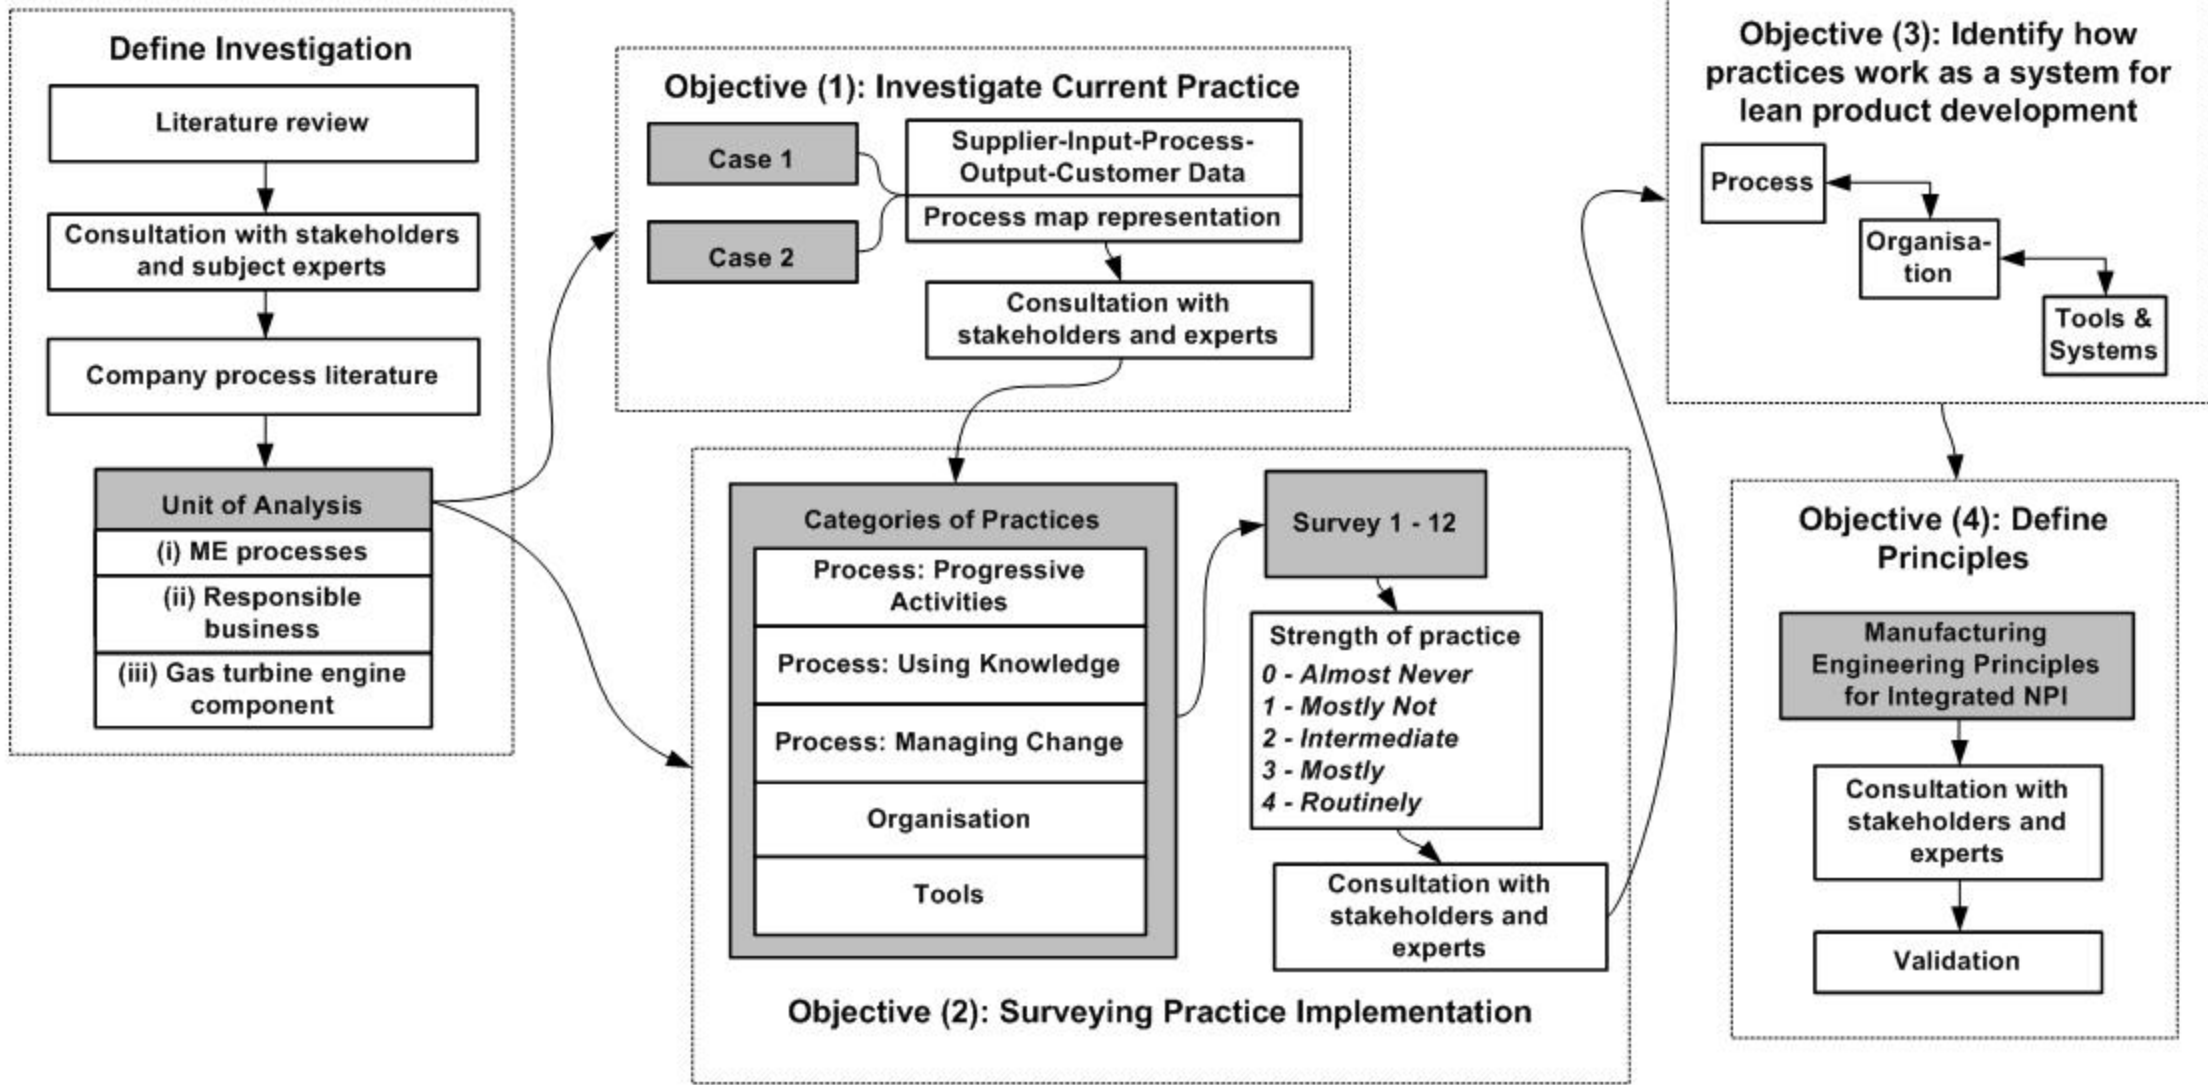 Define Investigation
Literature review
Consultation with stakeholders
and subject experts
Company process literature
Unit of Analysis
(i) ME processes
(ii) Responsible
business
(iii) Gas turbine engine
component
Objective (1): Investigate Current Practice
Case 1
Case 2
Supplier-Input-Process-
Output-Customer Data
Process map representation
Consultation with
stakeholders and experts
Categories of Practices
Process: Progressive
Activities
Process: Using Knowledge
Process: Managing Change
Organisation
Tools
Survey 1 - 12
Strength of practice
0 - Almost Never
1 - Mostly Not
2 - Intermediate
3 - Mostly
4 - Routinely
Consultation with
stakeholders and
experts
Objective (2): Surveying Practice Implementation
Objective (3): Identify how
practices work as a system for
lean product development
Process
Organisa-
tion
Tools &
Systems
Objective (4): Define
Principles
Manufacturing
Engineering Principles
for Integrated NPI
Consultation with
stakeholders and
experts
Validation